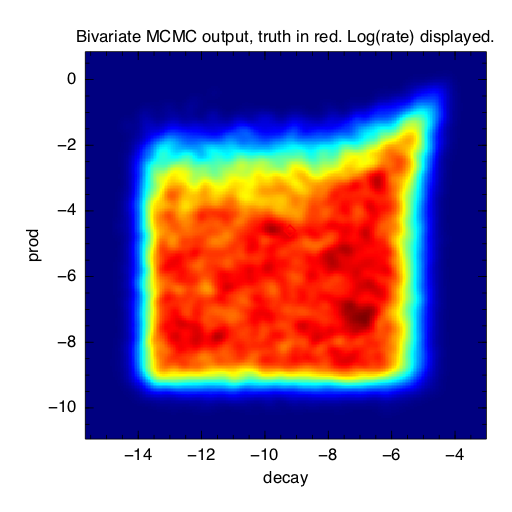 Bivariate MCMC output, truth in red. Log(rate) displayed.
0
−2
−4
−6
−8
−10
prod
−14 −12 −10 −8 −6 −4
decay